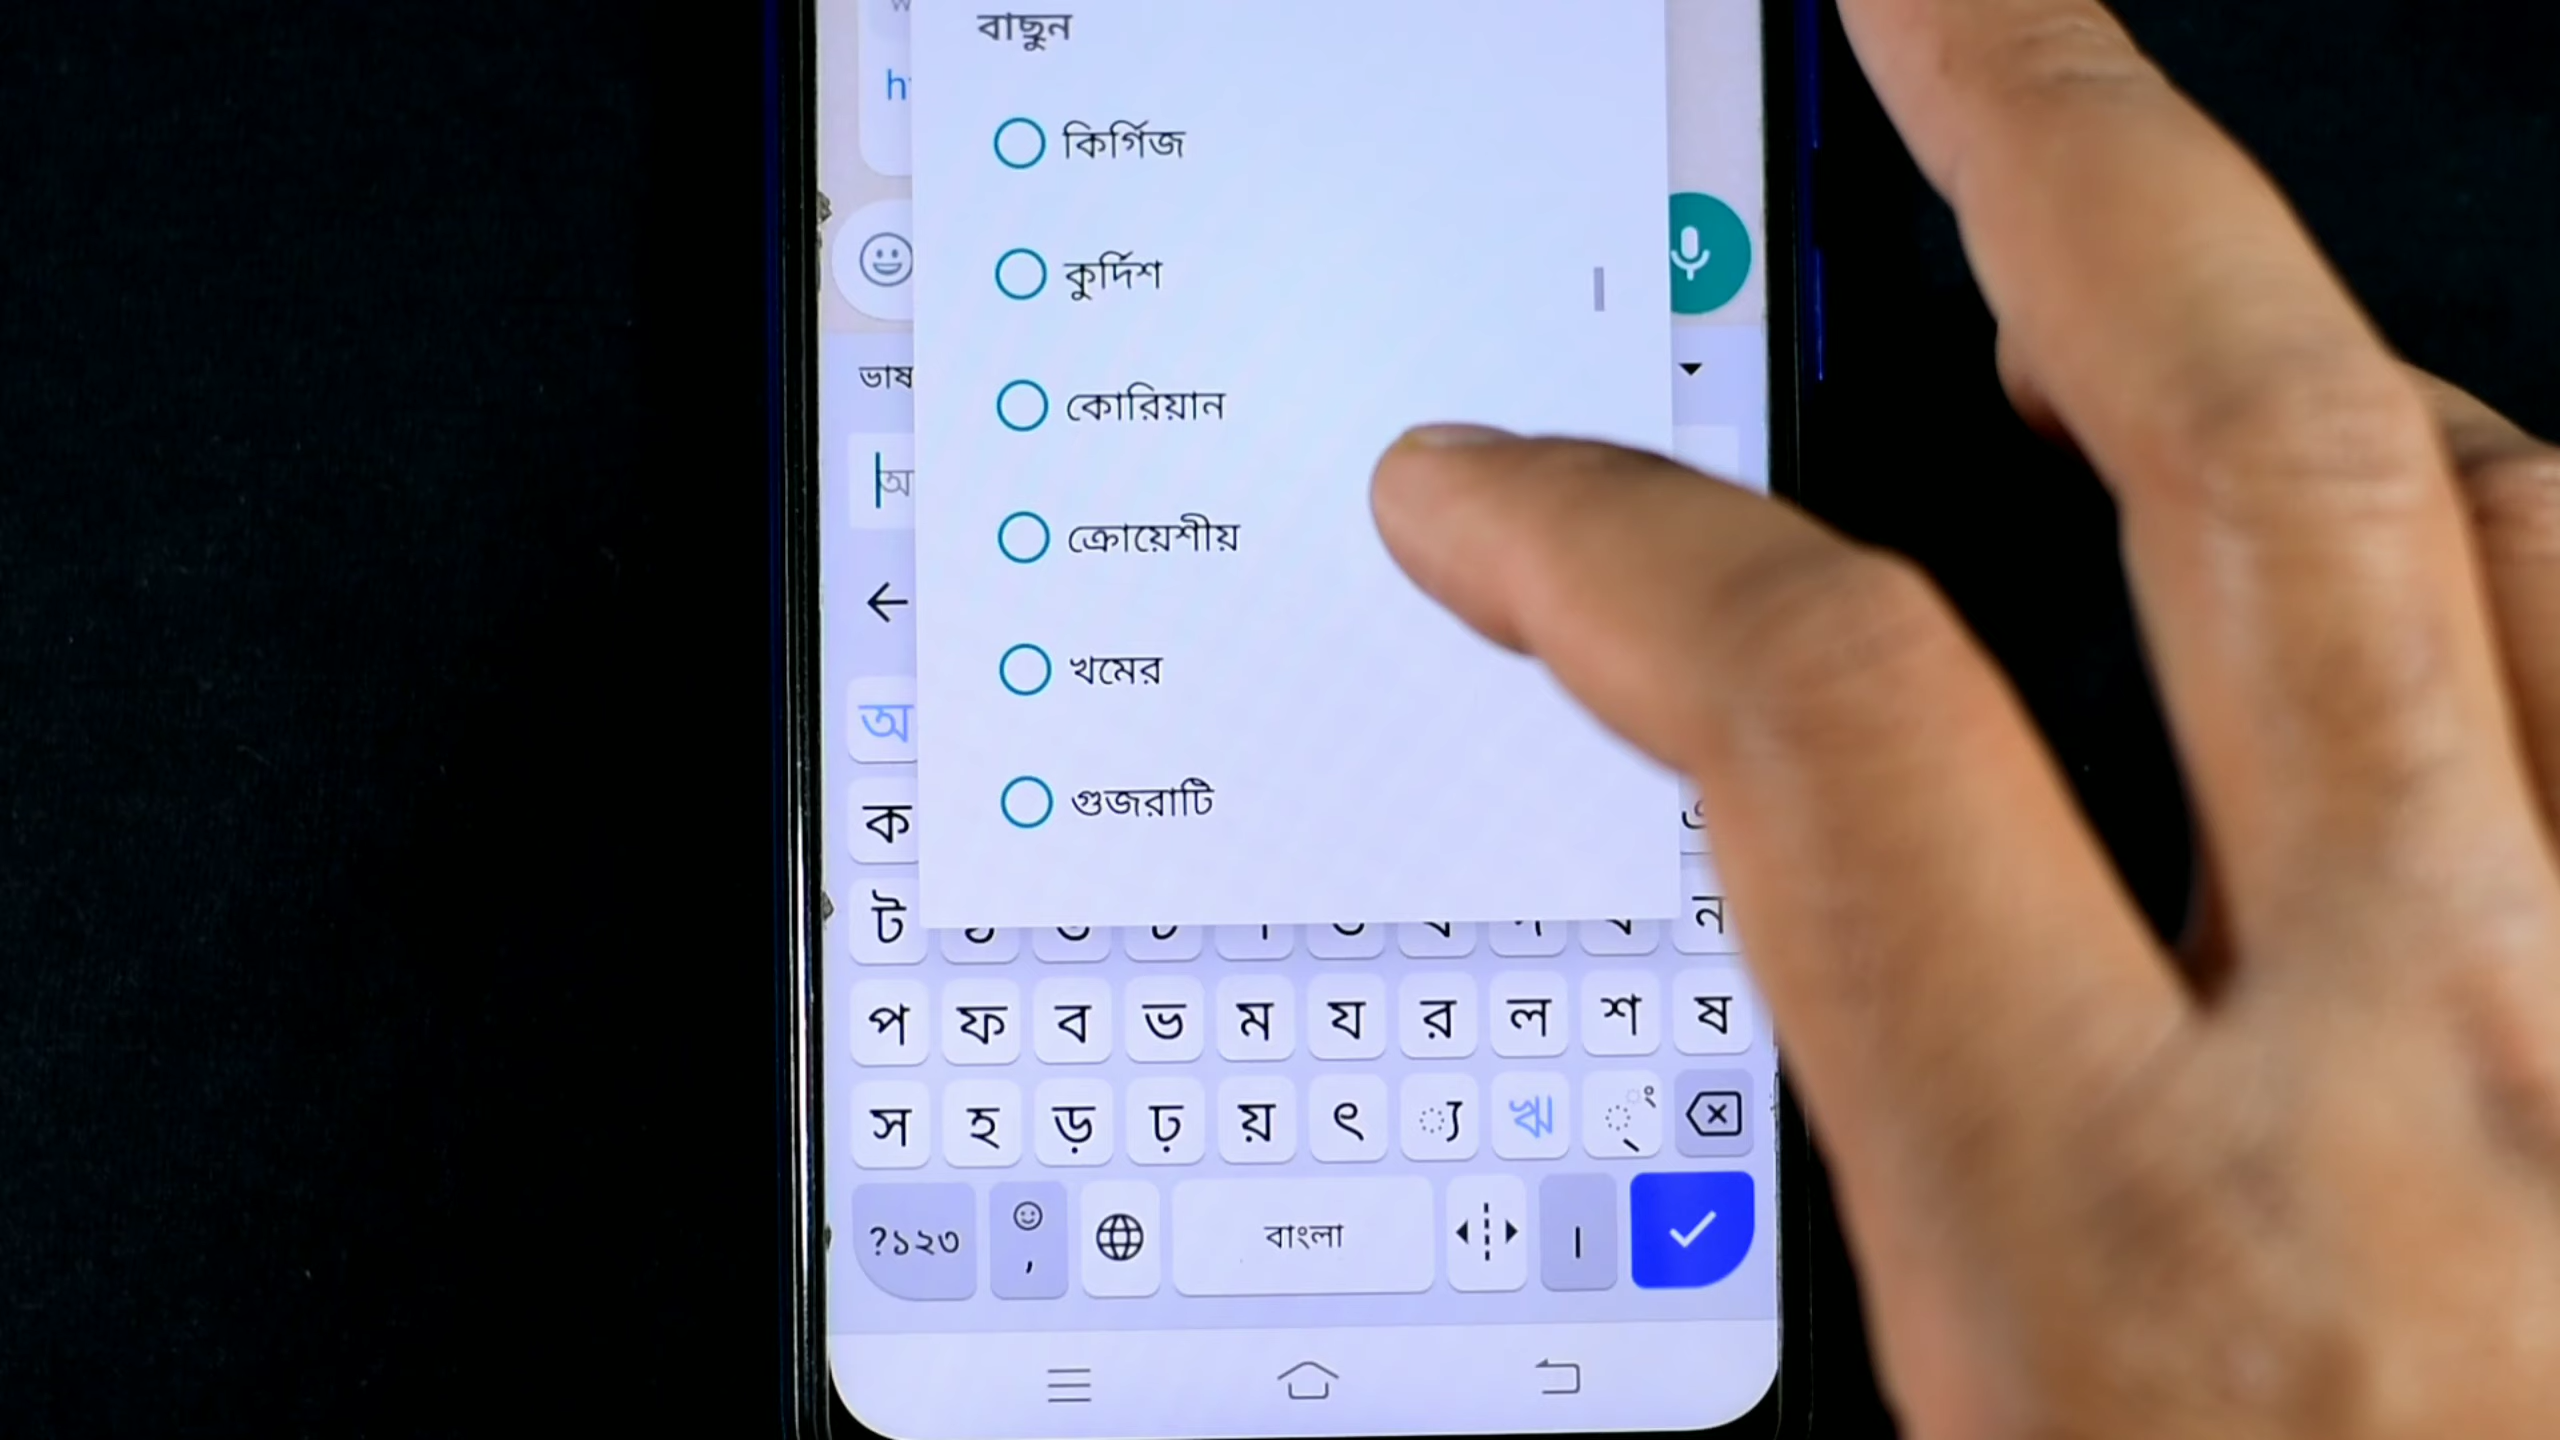 বাছুন
কির্গিজ
কুর্দিশ
কোরিয়ান
ক্রোয়েশীয়
খমের
গুজরাটি
অ
ক
ট ন
প ফ ব ভ ম য র ল শ ষ
স হ ড় ঢ় য় ৎ ্য ঋ
?১২৩ , বাংলা ।